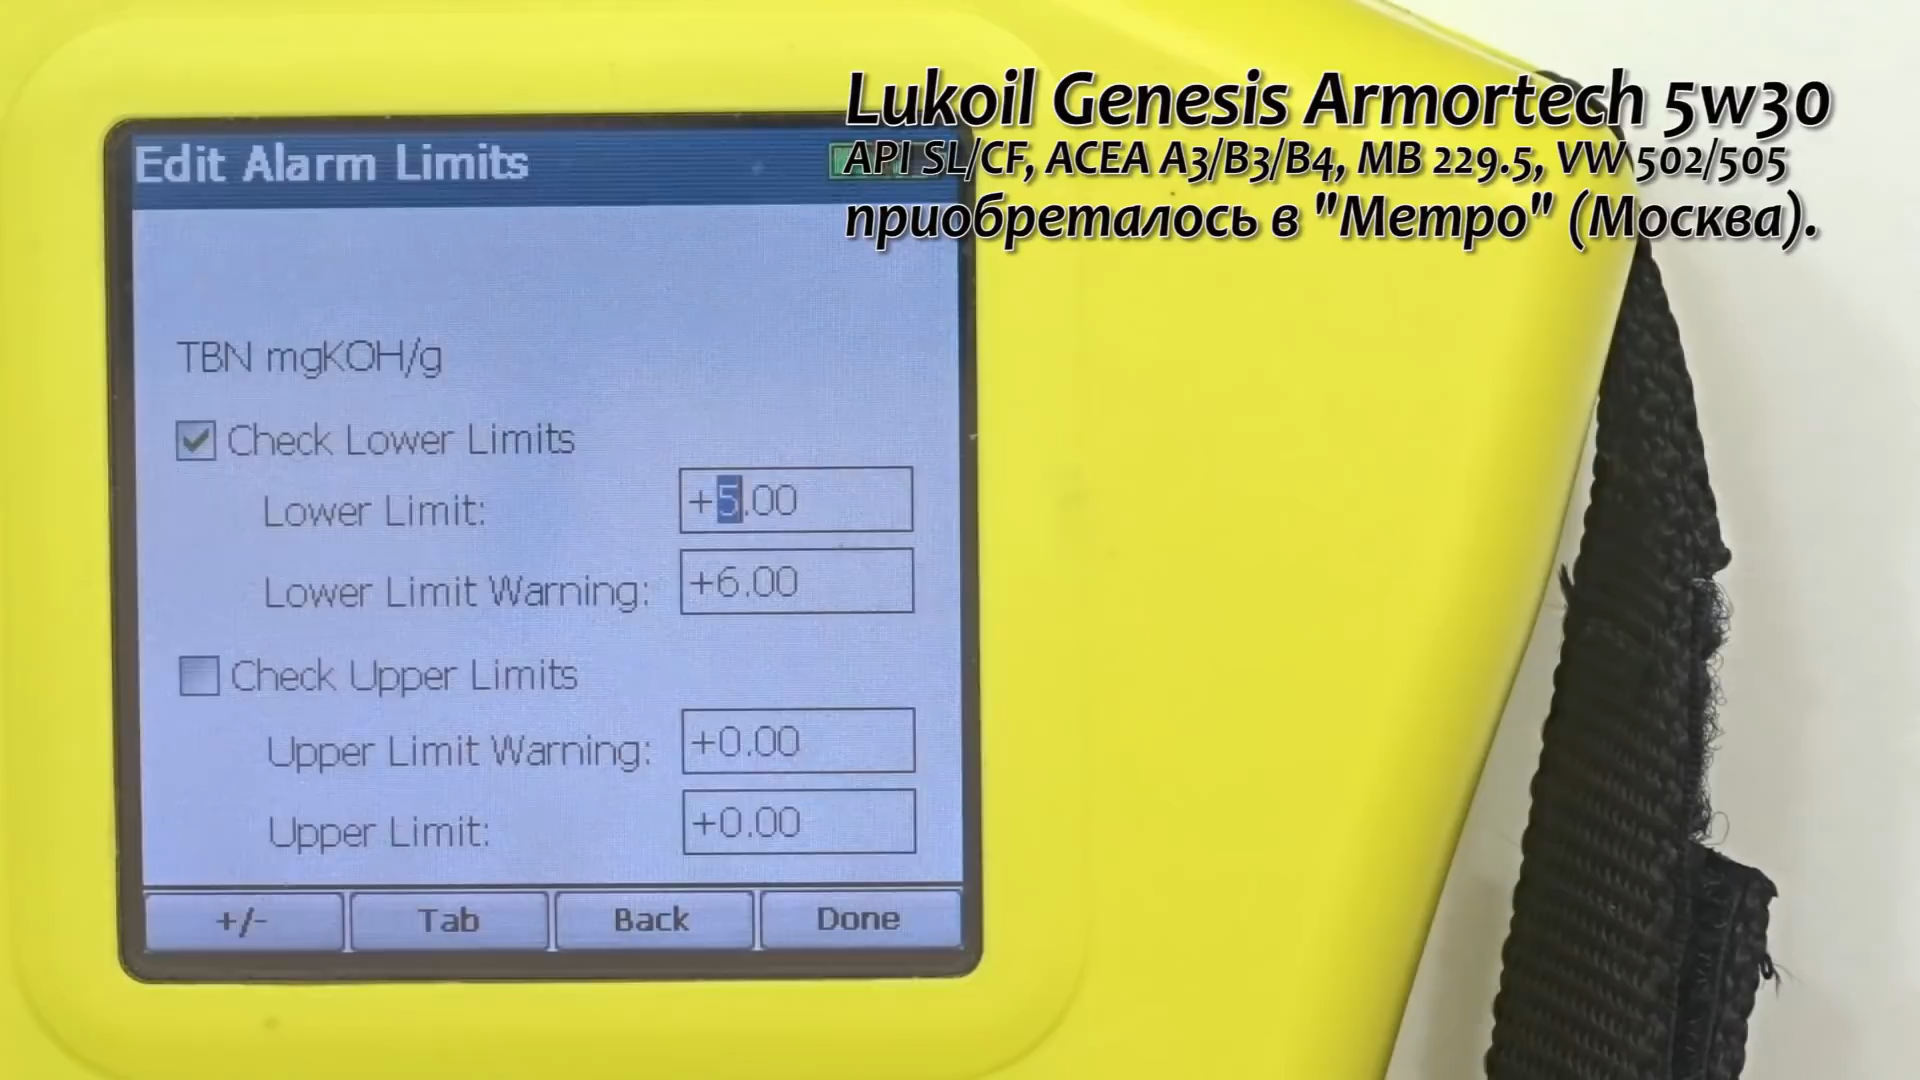 Lukoil Genesis Armortech 5w30
API SL/CF, ACEA A3/B3/B4, MB 229.5, VW 502/505
приобреталось в "Метро" (Москва).
Edit Alarm Limits
TBN mgKOH/g
Check Lower Limits
Lower Limit: +5.00
Lower Limit Warning: +6.00
Check Upper Limits
Upper Limit Warning: +0.00
Upper Limit: +0.00
+/- Tab Back Done